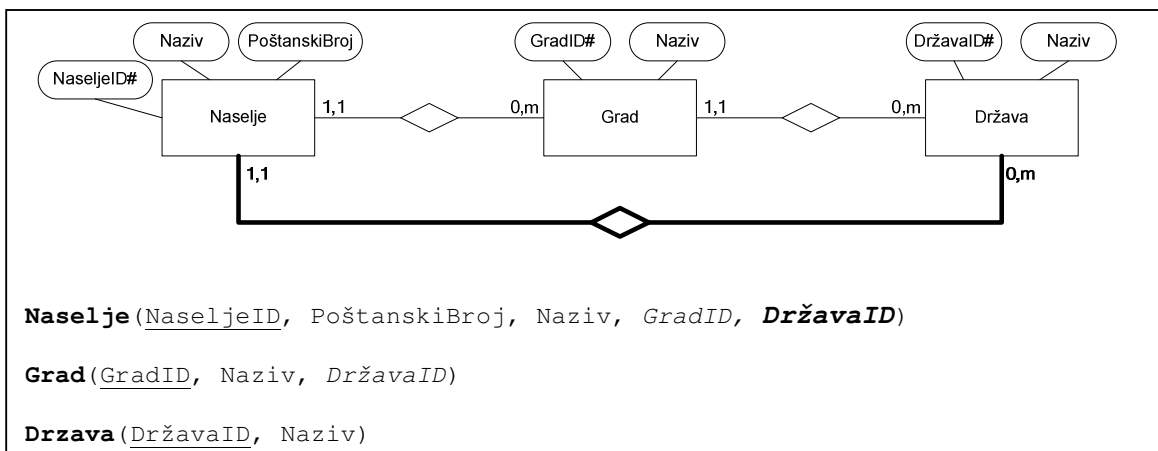 Naziv PoštanskiBroj GradID# Naziv DržavaID# Naziv
NaseljeID#
Naselje 1,1 0,m Grad 1,1 0,m Država
1,1 0,m
Naselje(NaseljeID, PoštanskiBroj, Naziv, GradID, DržavaID)
Grad(GradID, Naziv, DržavaID)
Drzava(DržavaID, Naziv)